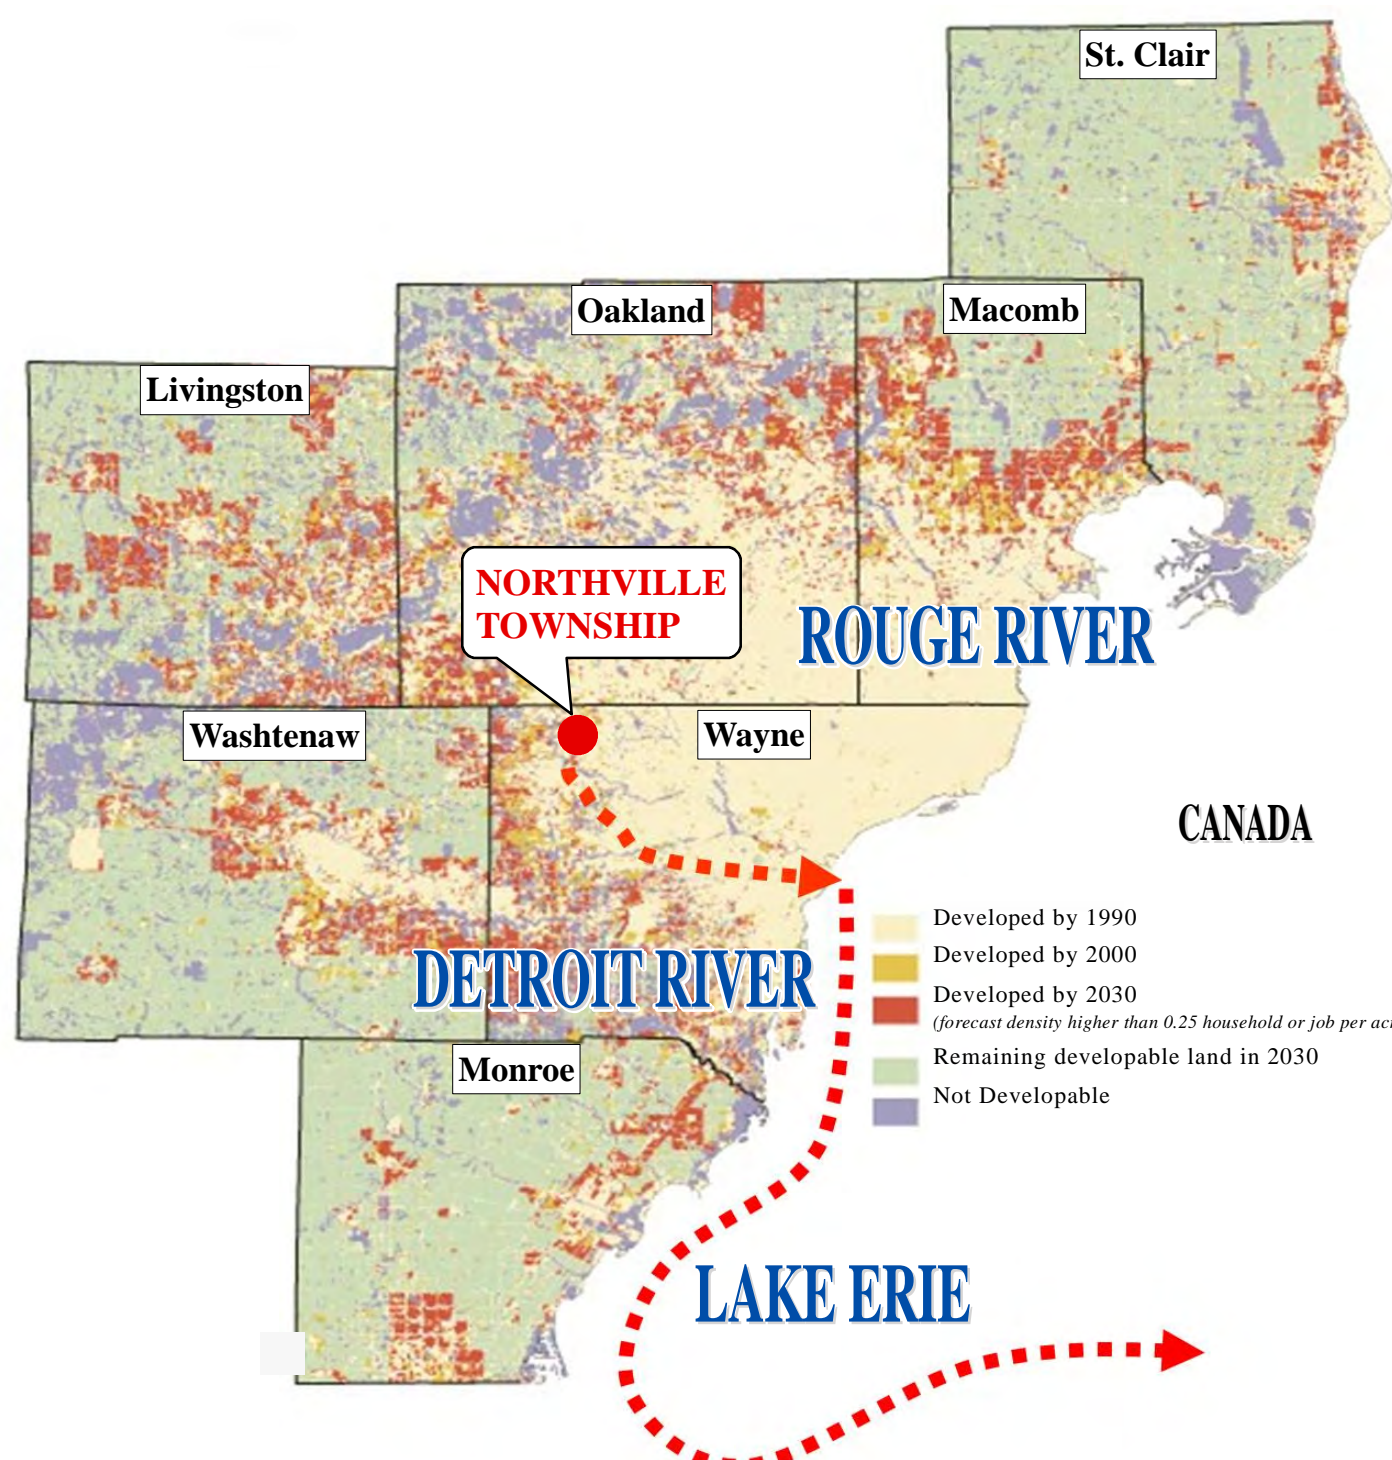 St. Clair
Oakland
Macomb
Livingston
NORTHVILLE
TOWNSHIP
ROUGE RIVER
Washtenaw
Wayne
CANADA
Developed by 1990
Developed by 2000
DETROIT RIVER
Developed by 2030
(forecast density higher than 0.25 household or job per acr
Remaining developable land in 2030
Monroe
Not Developable
LAKE ERIE